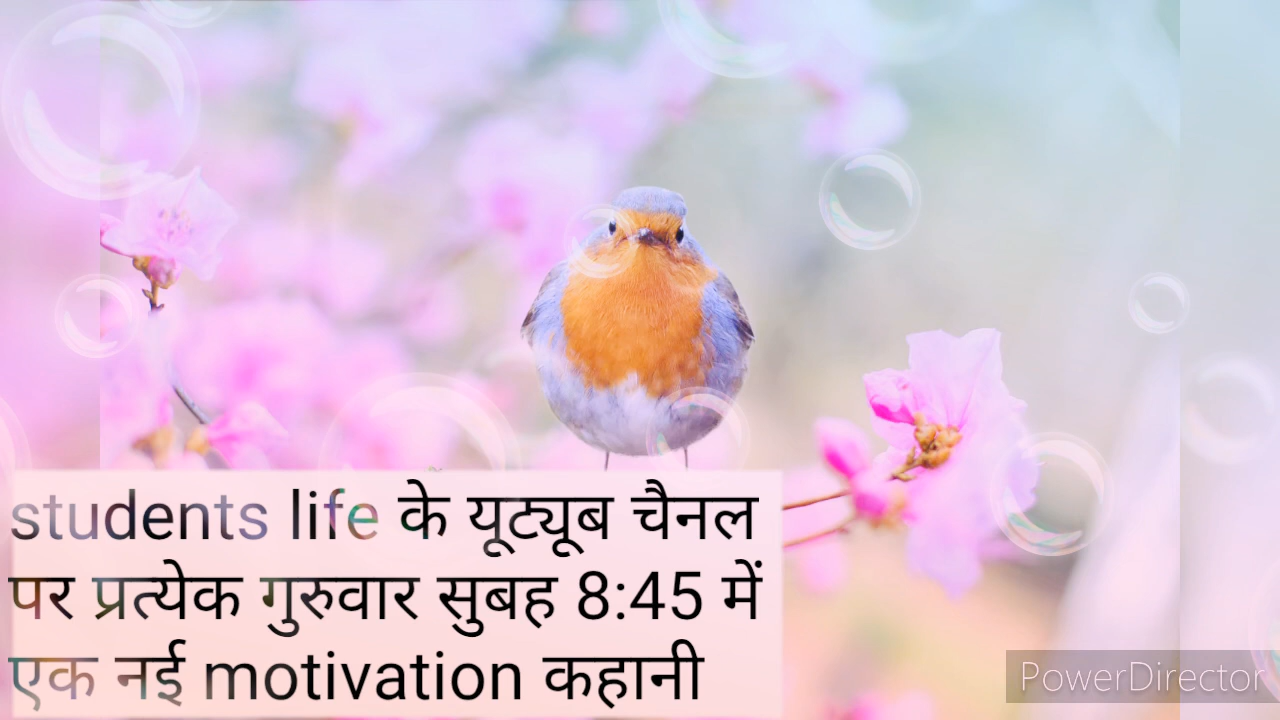 students life के यूट्यूब चैनल
पर प्रत्येक गुरुवार सुबह 8:45 में
एक नई motivation कहानी
PowerDirector